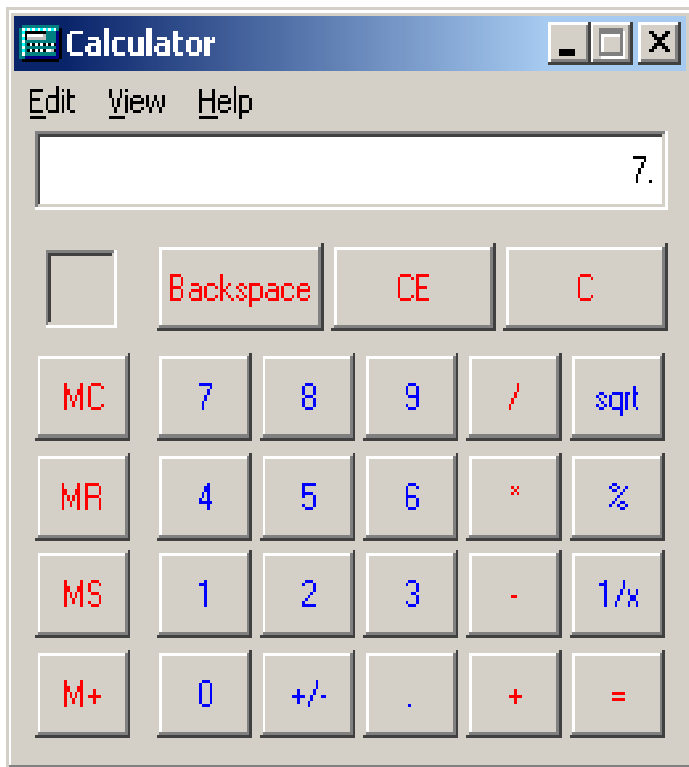 Calculator
Edit View Help
7.
Backspace CE C
MC 7 8 9 / sqrt
MR 4 5 6 * %
MS 1 2 3 - 1/x
M+ 0 +/- . + =